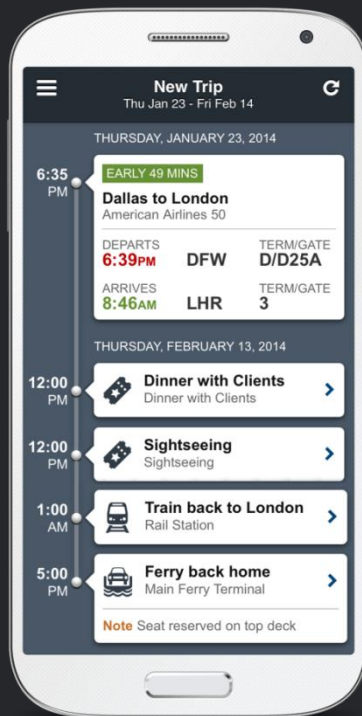 New Trip
Thu Jan 23 - Fri Feb 14
THURSDAY, JANUARY 23, 2014
6:35 PM
EARLY 49 MINS
Dallas to London
American Airlines 50
DEPARTS TERM/GATE
6:39PM DFW D/D25A
ARRIVES TERM/GATE
8:46AM LHR 3
THURSDAY, FEBRUARY 13, 2014
12:00 PM
Dinner with Clients
Dinner with Clients
12:00 PM
Sightseeing
Sightseeing
1:00 AM
Train back to London
Rail Station
5:00 PM
Ferry back home
Main Ferry Terminal
Note Seat reserved on top deck